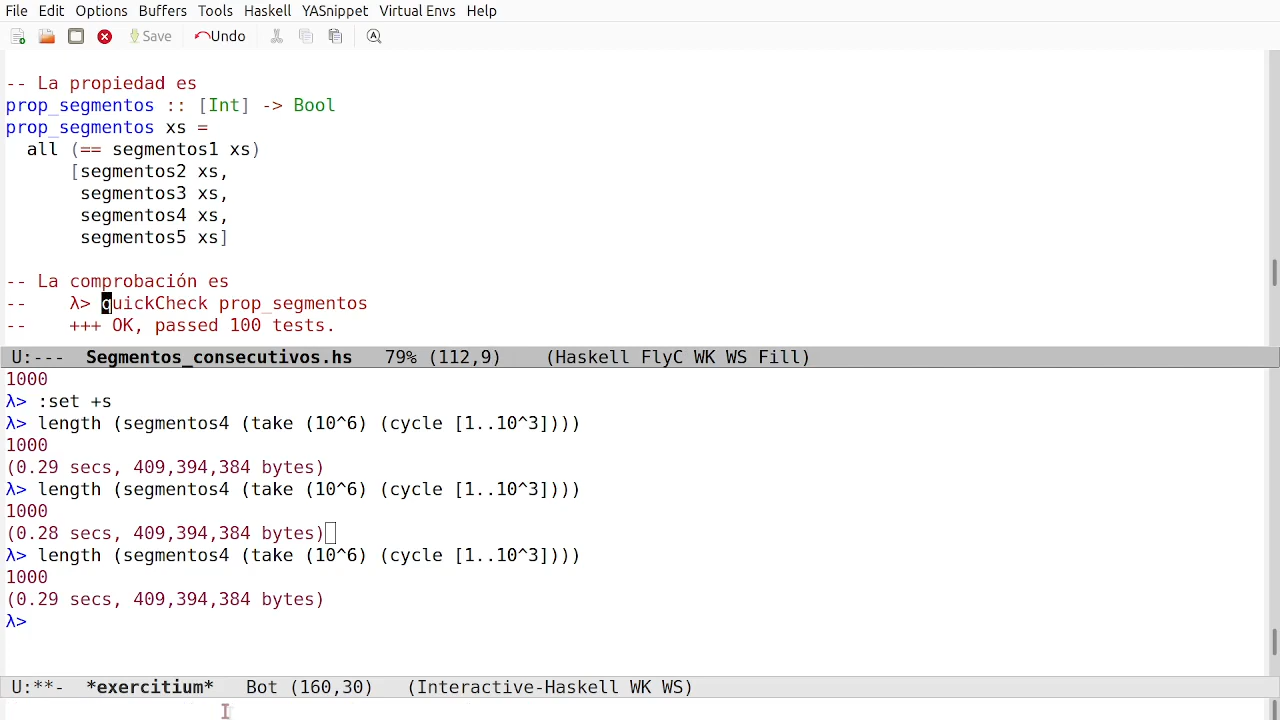 File Edit Options Buffers Tools Haskell YASnippet Virtual Envs Help
Save Undo
-- La propiedad es
prop_segmentos :: [Int] -> Bool
prop_segmentos xs =
  all (== segmentos1 xs)
      [segmentos2 xs,
       segmentos3 xs,
       segmentos4 xs,
       segmentos5 xs]
-- La comprobación es
--    λ> quickCheck prop_segmentos
--    +++ OK, passed 100 tests.
U:---  Segmentos_consecutivos.hs   79% (112,9)    (Haskell FlyC WK WS Fill)
1000
λ> :set +s
λ> length (segmentos4 (take (10^6) (cycle [1..10^3])))
1000
(0.29 secs, 409,394,384 bytes)
λ> length (segmentos4 (take (10^6) (cycle [1..10^3])))
1000
(0.28 secs, 409,394,384 bytes)
λ> length (segmentos4 (take (10^6) (cycle [1..10^3])))
1000
(0.29 secs, 409,394,384 bytes)
λ>
U:**-  *exercitium*   Bot (160,30)   (Interactive-Haskell WK WS)